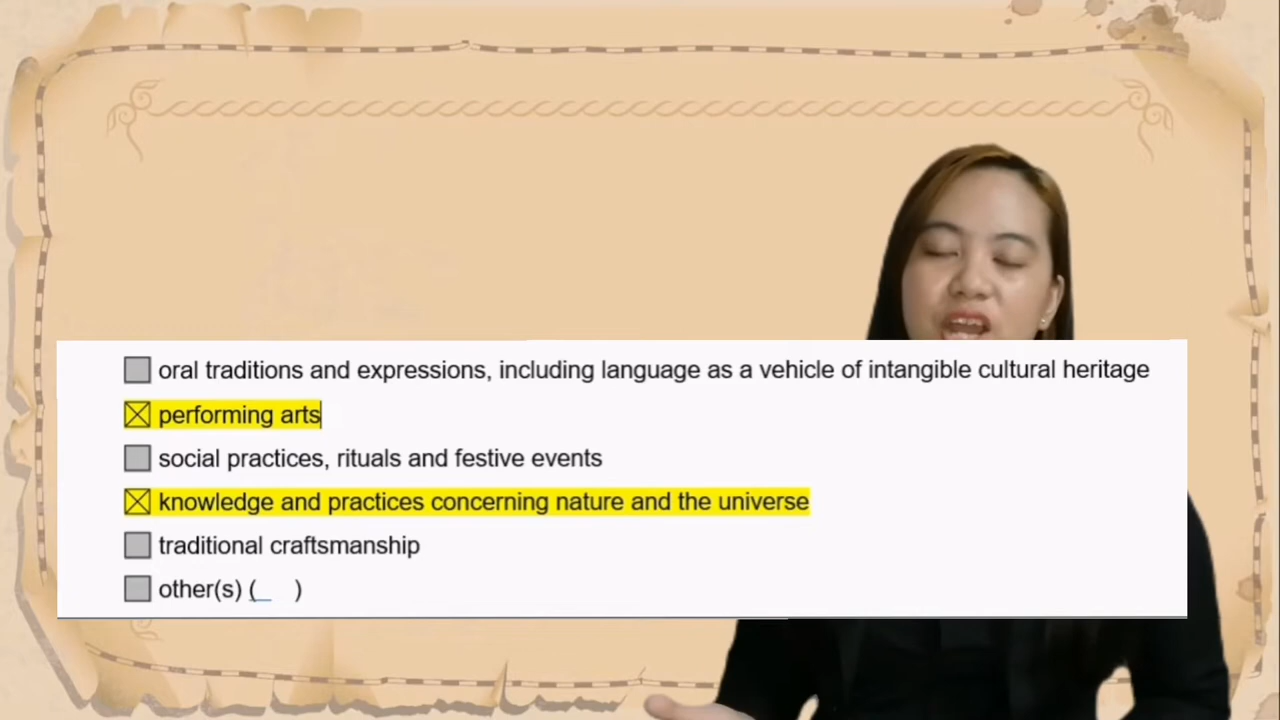 oral traditions and expressions, including language as a vehicle of intangible cultural heritage
performing arts
social practices, rituals and festive events
knowledge and practices concerning nature and the universe
traditional craftsmanship
other(s) (_ )